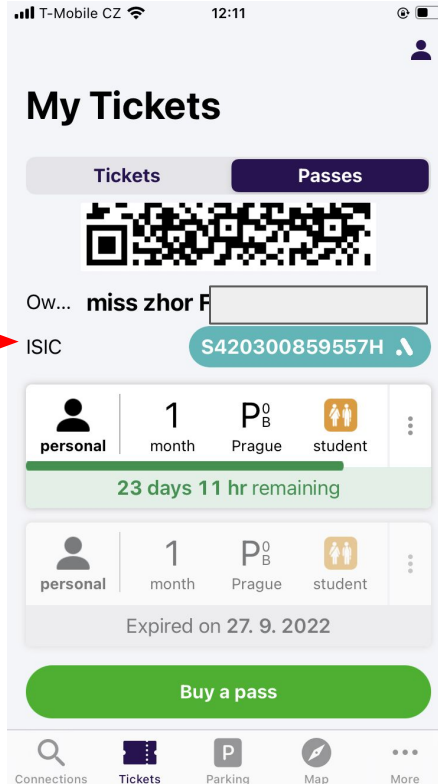 T-Mobile CZ 12:11
My Tickets
Tickets Passes
Ow... miss zhor F
ISIC S420300859557H
1 P 0 B
personal month Prague student
23 days 11 hr remaining
1 P 0 B
personal month Prague student
Expired on 27. 9. 2022
Buy a pass
P
Connections Tickets Parking Map More